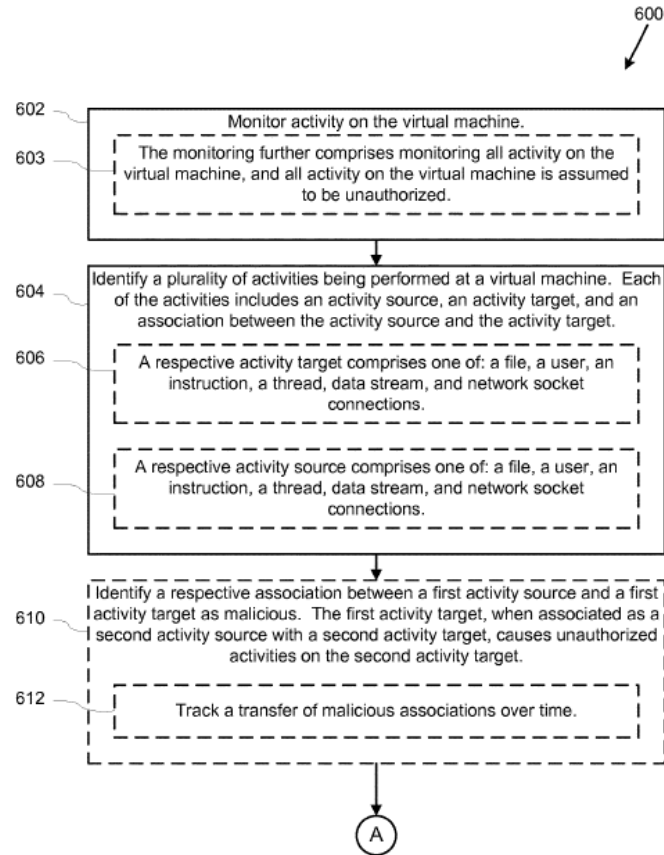 600
602
Monitor activity on the virtual machine.
603
The monitoring further comprises monitoring all activity on the
virtual machine, and all activity on the virtual machine is assumed
to be unauthorized.
604
Identify a plurality of activities being performed at a virtual machine.  Each
of the activities includes an activity source, an activity target, and an
association between the activity source and the activity target.
606
A respective activity target comprises one of: a file, a user, an
instruction, a thread, data stream, and network socket
connections.
608
A respective activity source comprises one of: a file, a user, an
instruction, a thread, data stream, and network socket
connections.
610
Identify a respective association between a first activity source and a first
activity target as malicious.  The first activity target, when associated as a
second activity source with a second activity target, causes unauthorized
activities on the second activity target.
612
Track a transfer of malicious associations over time.
A